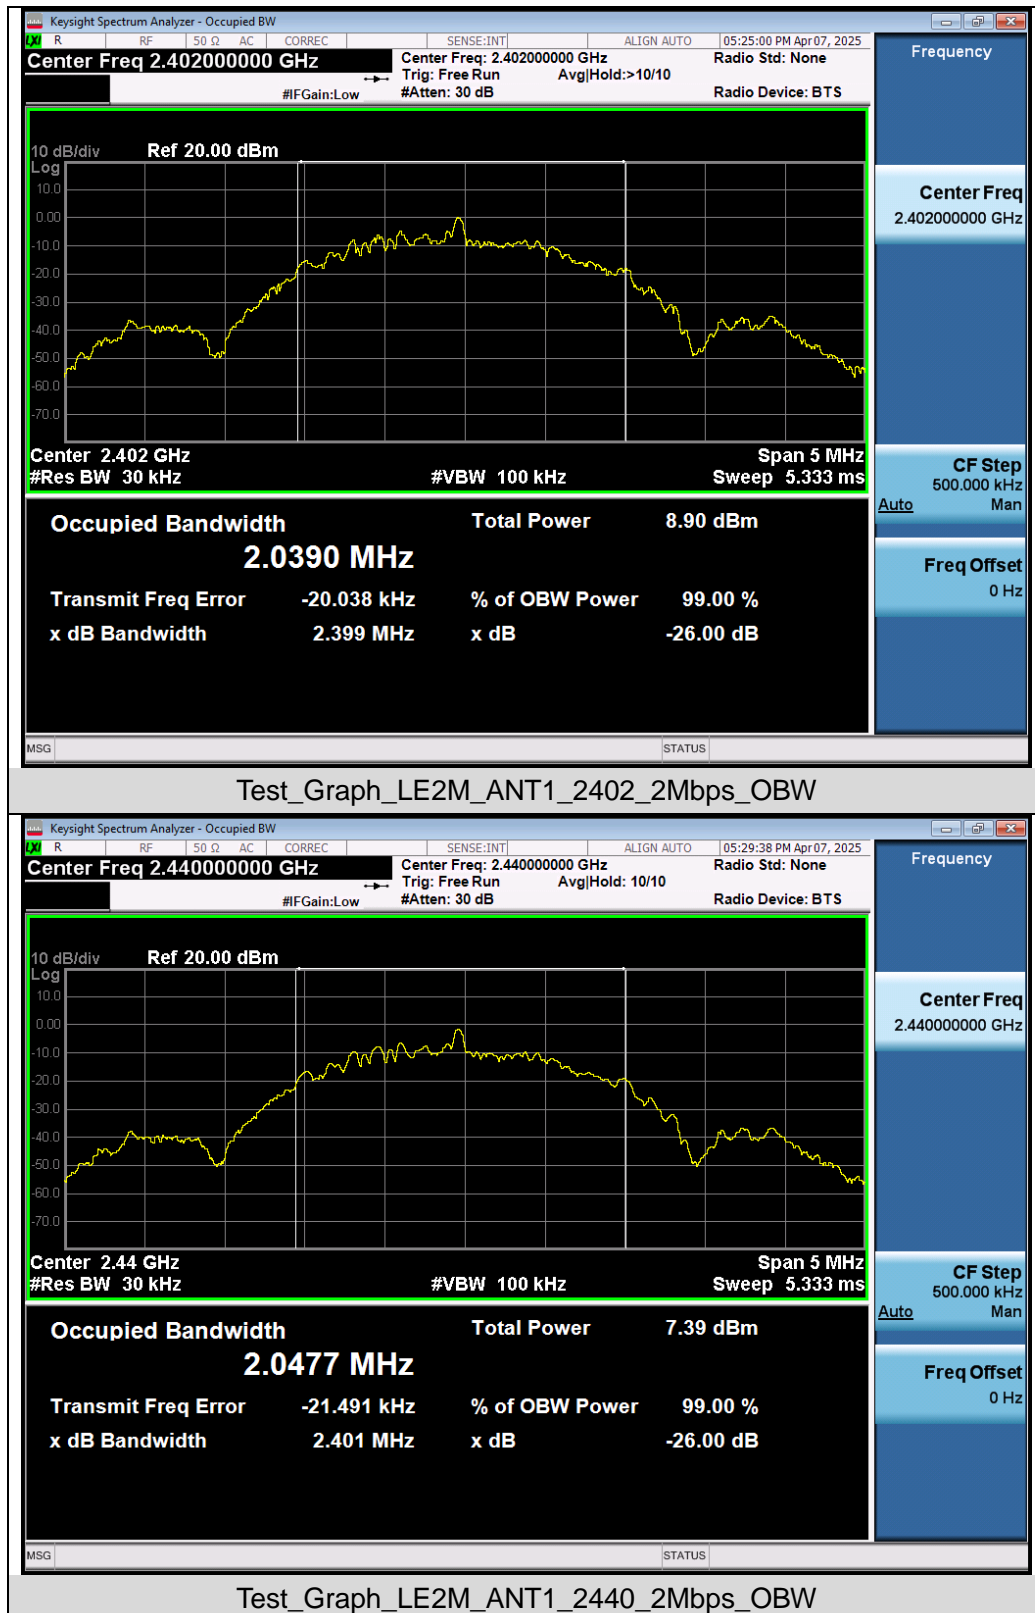 Keysight Spectrum Analyzer - Occupied BW
LXI R RF 50 Ω AC CORREC SENSE:INT ALIGN AUTO 05:25:00 PM Apr 07, 2025
Center Freq 2.402000000 GHz
Center Freq: 2.402000000 GHz Radio Std: None
Trig: Free Run Avg|Hold:>10/10
#IFGain:Low #Atten: 30 dB Radio Device: BTS
Frequency
10 dB/div Ref 20.00 dBm
Log
10.0
0.00
-10.0
-20.0
-30.0
-40.0
-50.0
-60.0
-70.0
Center 2.402 GHz Span 5 MHz
#Res BW 30 kHz #VBW 100 kHz Sweep 5.333 ms
Center Freq
2.402000000 GHz
CF Step
500.000 kHz
Auto Man
Freq Offset
0 Hz
Occupied Bandwidth Total Power 8.90 dBm
2.0390 MHz
Transmit Freq Error -20.038 kHz % of OBW Power 99.00 %
x dB Bandwidth 2.399 MHz x dB -26.00 dB
MSG STATUS
Test_Graph_LE2M_ANT1_2402_2Mbps_OBW
Keysight Spectrum Analyzer - Occupied BW
LXI R RF 50 Ω AC CORREC SENSE:INT ALIGN AUTO 05:29:38 PM Apr 07, 2025
Center Freq 2.440000000 GHz
Center Freq: 2.440000000 GHz Radio Std: None
Trig: Free Run Avg|Hold: 10/10
#IFGain:Low #Atten: 30 dB Radio Device: BTS
Frequency
10 dB/div Ref 20.00 dBm
Log
10.0
0.00
-10.0
-20.0
-30.0
-40.0
-50.0
-60.0
-70.0
Center 2.44 GHz Span 5 MHz
#Res BW 30 kHz #VBW 100 kHz Sweep 5.333 ms
Center Freq
2.440000000 GHz
CF Step
500.000 kHz
Auto Man
Freq Offset
0 Hz
Occupied Bandwidth Total Power 7.39 dBm
2.0477 MHz
Transmit Freq Error -21.491 kHz % of OBW Power 99.00 %
x dB Bandwidth 2.401 MHz x dB -26.00 dB
MSG STATUS
Test_Graph_LE2M_ANT1_2440_2Mbps_OBW